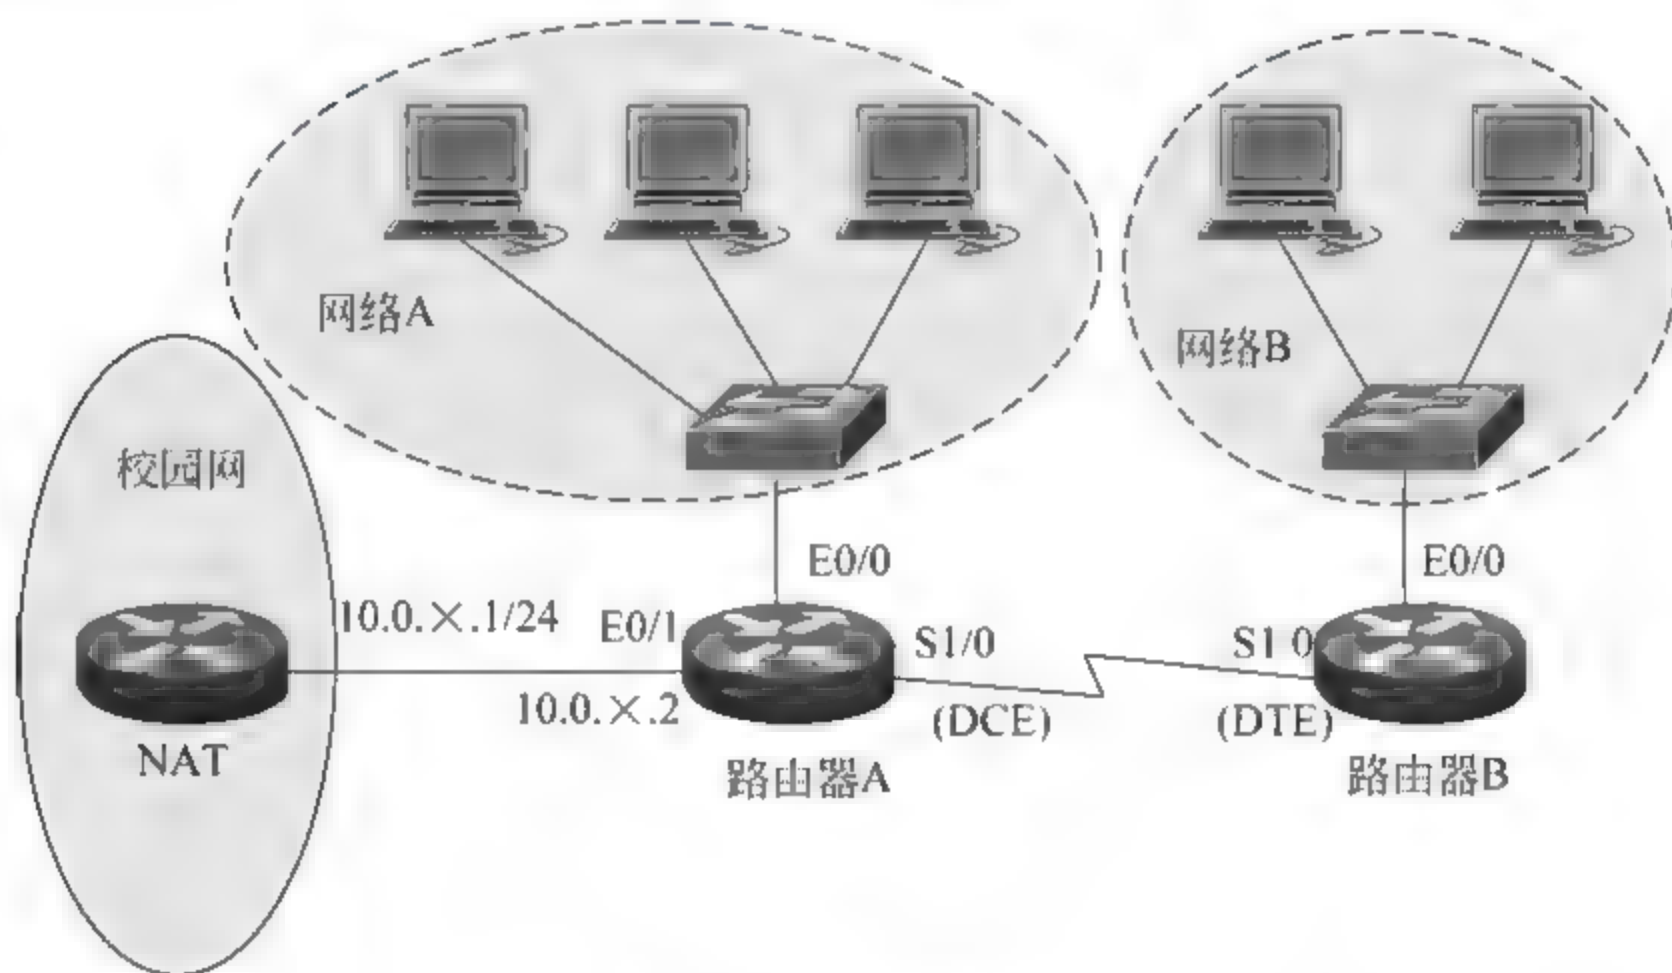 网络A
网络B
校园网
E0/0
E0/0
10.0.×.1/24
E0/1
S1/0
S1 0
10.0.×.2
(DCE)
(DTE)
NAT
路由器A
路由器B